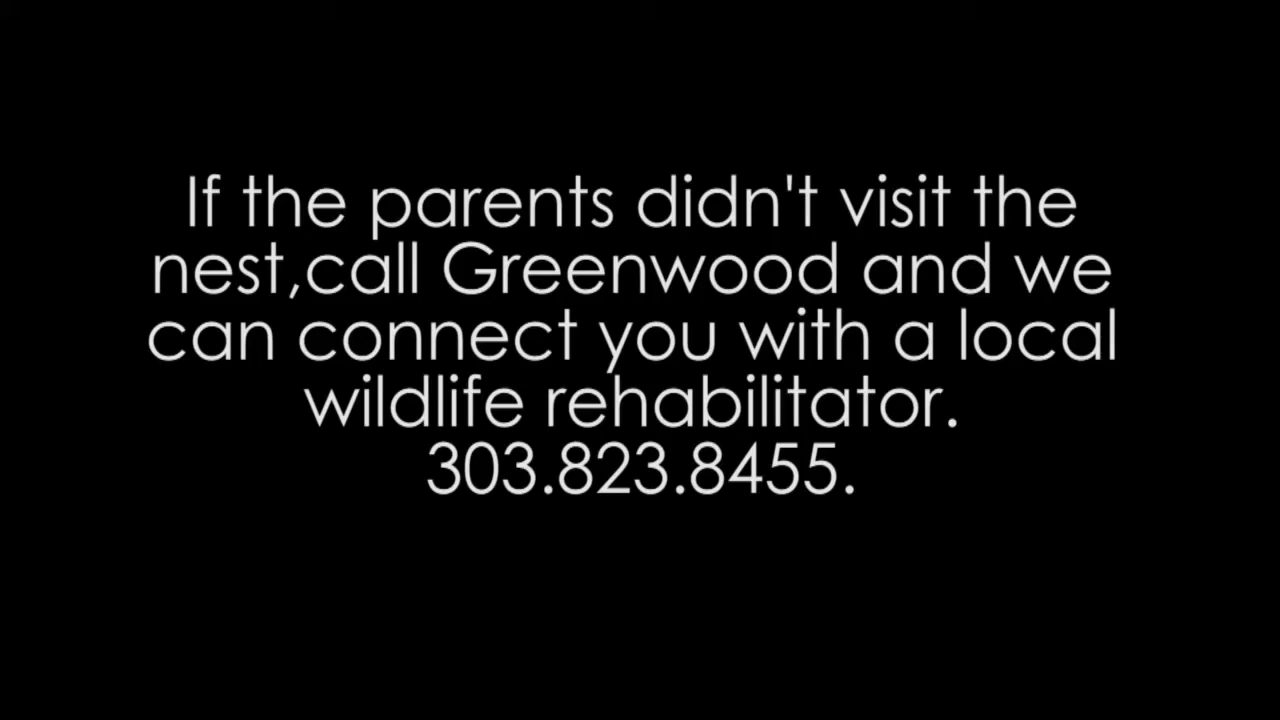 If the parents didn't visit the
nest,call Greenwood and we
can connect you with a local
wildlife rehabilitator.
303.823.8455.